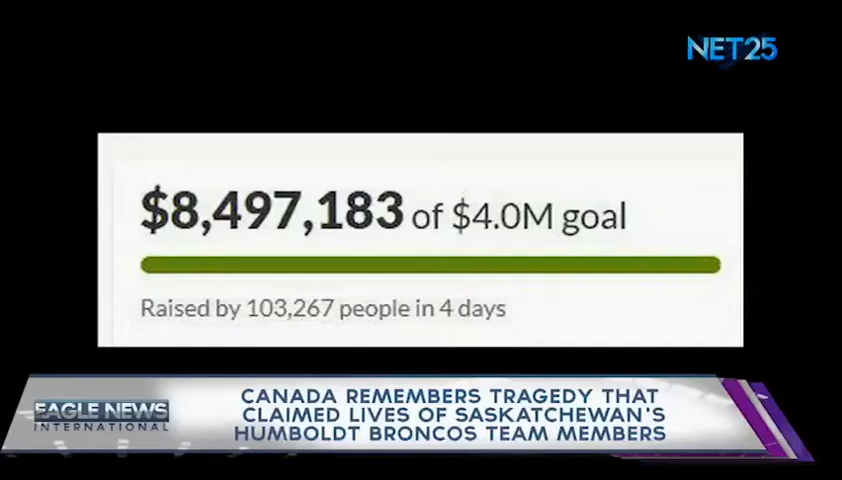 NET25
$8,497,183 of $4.0M goal
Raised by 103,267 people in 4 days
EAGLE NEWS
INTERNATIONAL
CANADA REMEMBERS TRAGEDY THAT
CLAIMED LIVES OF SASKATCHEWAN'S
HUMBOLDT BRONCOS TEAM MEMBERS